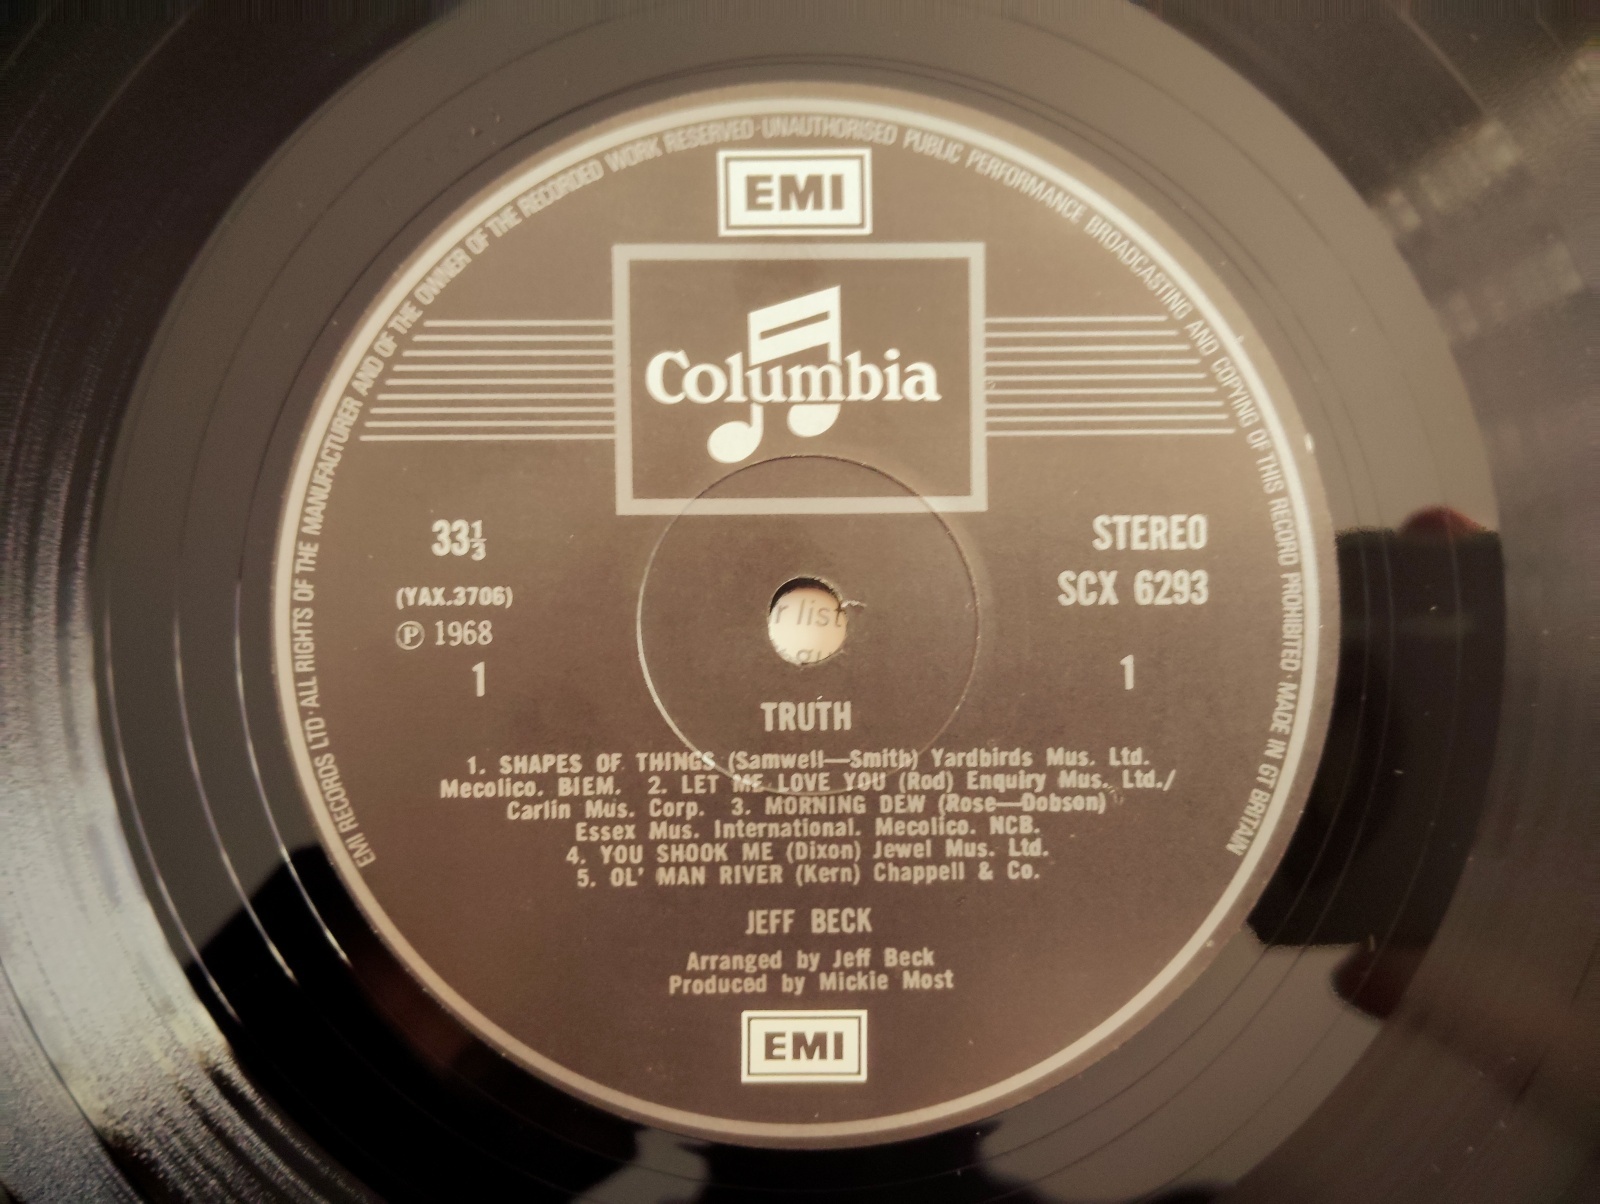 EMI RECORDS LTD · ALL RIGHTS OF THE MANUFACTURER AND OF THE OWNER OF THE RECORDED WORK RESERVED · UNAUTHORISED PUBLIC PERFORMANCE BROADCASTING AND COPYING OF THIS RECORD PROHIBITED · MADE IN GT BRITAIN
EMI
Columbia
33⅓
STEREO
(YAX.3706)
SCX 6293
℗ 1968
1
1
r list
TRUTH
1. SHAPES OF THINGS (Samwell—Smith) Yardbirds Mus. Ltd.
Mecolico. BIEM. 2. LET ME LOVE YOU (Rod) Enquiry Mus. Ltd./
Carlin Mus. Corp. 3. MORNING DEW (Rose—Dobson)
Essex Mus. International. Mecolico. NCB.
4. YOU SHOOK ME (Dixon) Jewel Mus. Ltd.
5. OL' MAN RIVER (Kern) Chappell & Co.
JEFF BECK
Arranged by Jeff Beck
Produced by Mickie Most
EMI